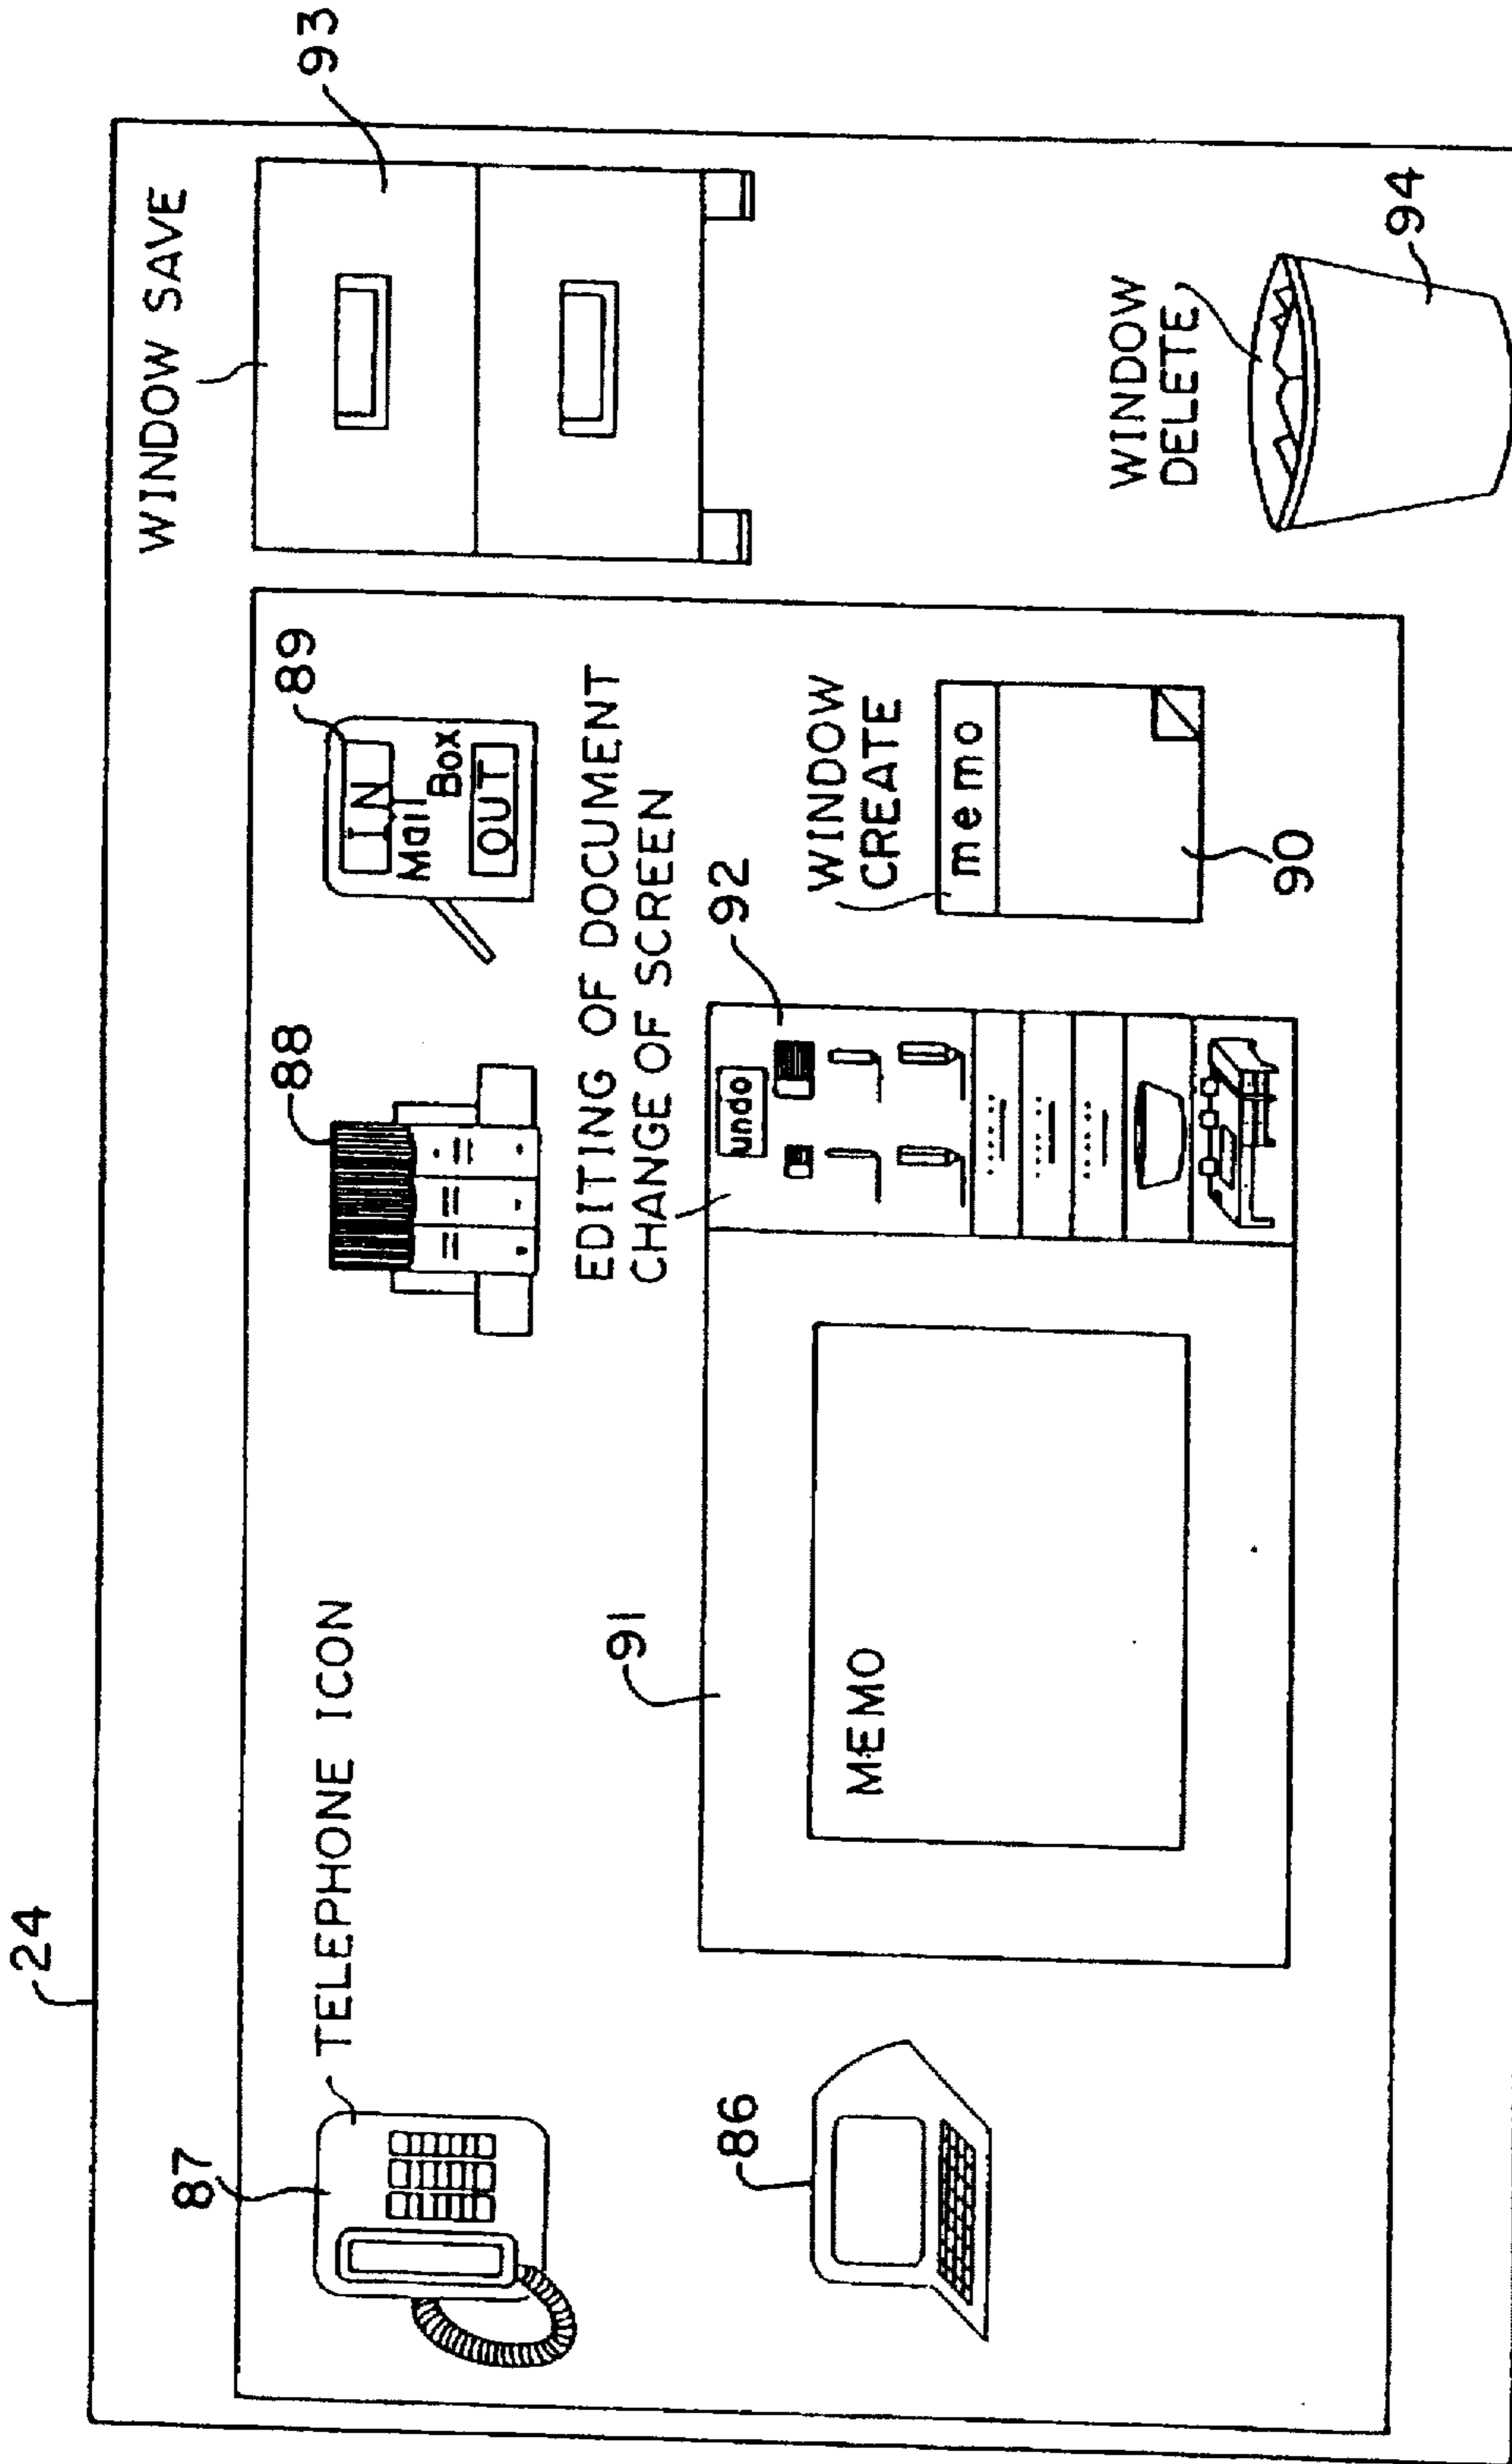 24
WINDOW SAVE
93
87
TELEPHONE ICON
88
89
IN
Mail
Box
OUT
EDITING OF DOCUMENT
CHANGE OF SCREEN
91
92
undo
WINDOW
CREATE
memo
90
MEMO
86
WINDOW
DELETE
94